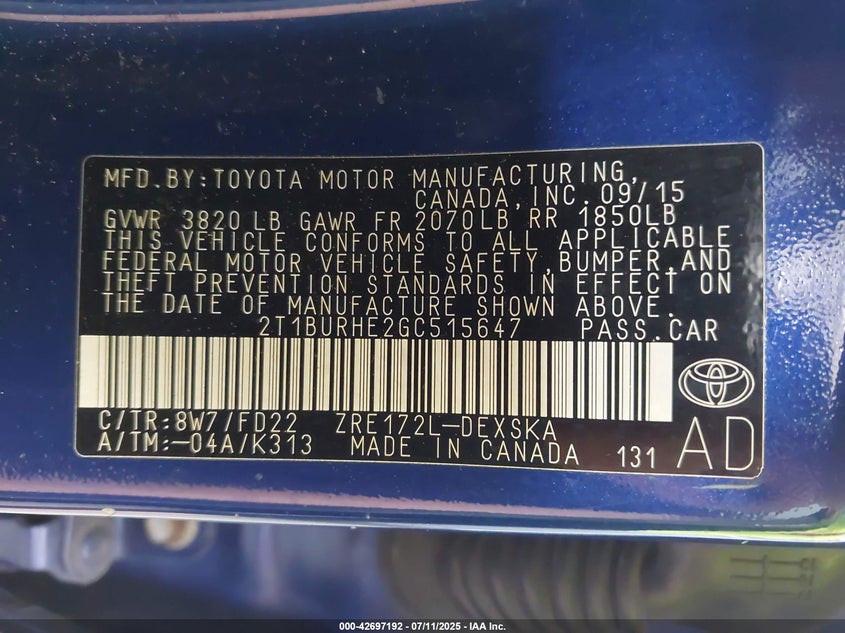 MFD.BY:TOYOTA MOTOR MANUFACTURING,
CANADA,INC. 09/15
GVWR 3820 LB GAWR FR 2070LB RR 1850LB
THIS VEHICLE CONFORMS TO ALL APPLICABLE
FEDERAL MOTOR VEHICLE SAFETY,BUMPER,AND
THEFT PREVENTION STANDARDS IN EFFECT ON
THE DATE OF MANUFACTURE SHOWN ABOVE.
2T1BURHE2GC515647 PASS.CAR
C/TR:8W7/FD22 ZRE172L-DEXSKA
A/TM:-04A/K313 MADE IN CANADA 131 AD
000-42697192 - 07/11/2025 - IAA Inc.